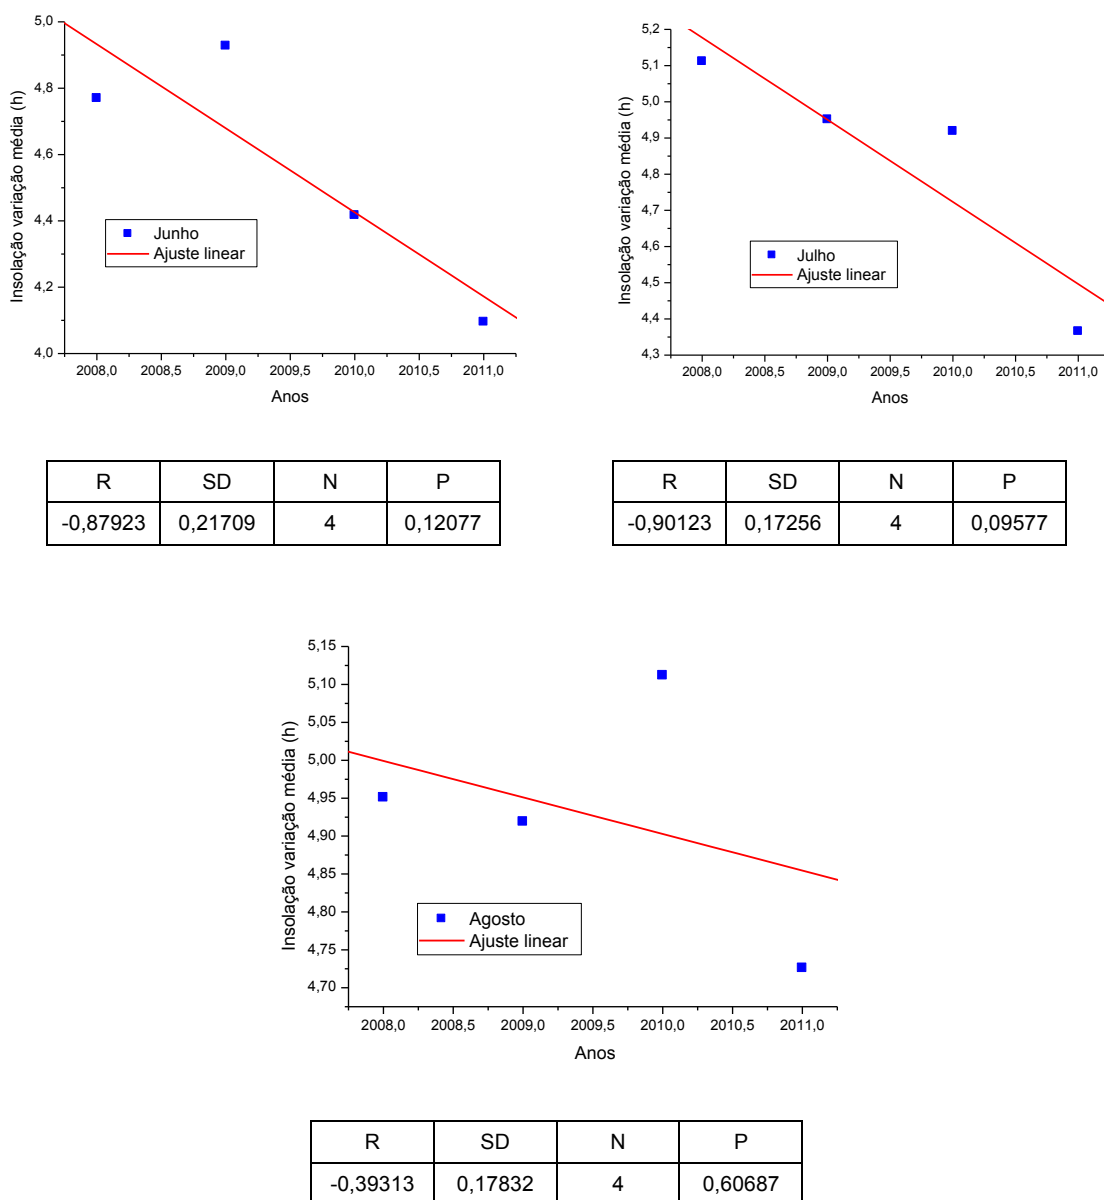 5,0
4,8
4,6
4,4
4,2
4,0
Insolação variação média (h)
Junho
Ajuste linear
2008,0 2008,5 2009,0 2009,5 2010,0 2010,5 2011,0
Anos
5,2
5,1
5,0
4,9
4,8
4,7
4,6
4,5
4,4
4,3
Insolação variação média (h)
Julho
Ajuste linear
2008,0 2008,5 2009,0 2009,5 2010,0 2010,5 2011,0
Anos
R SD N P
-0,87923 0,21709 4 0,12077
R SD N P
-0,90123 0,17256 4 0,09577
5,15
5,10
5,05
5,00
4,95
4,90
4,85
4,80
4,75
4,70
Insolação variação média (h)
Agosto
Ajuste linear
2008,0 2008,5 2009,0 2009,5 2010,0 2010,5 2011,0
Anos
R SD N P
-0,39313 0,17832 4 0,60687